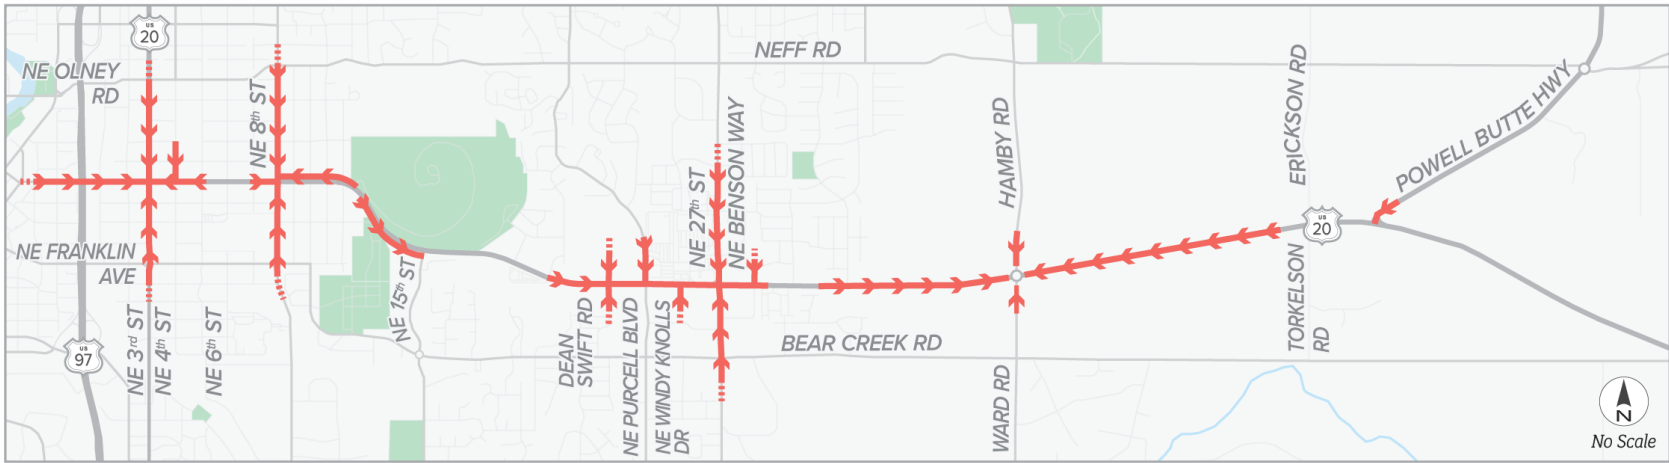 US
20
NEFF RD
NE OLNEY
RD
NE 8th ST
NE FRANKLIN
AVE
NE 3rd ST
NE 4th ST
NE 6th ST
US
97
NE 15th ST
DEAN
SWIFT RD
NE PURCELL BLVD
NE WINDY KNOLLS
DR
NE 27th ST
NE BENSON WAY
BEAR CREEK RD
HAMBY RD
WARD RD
ERICKSON RD
TORKELSON
RD
US
20
POWELL BUTTE HWY
N
No Scale